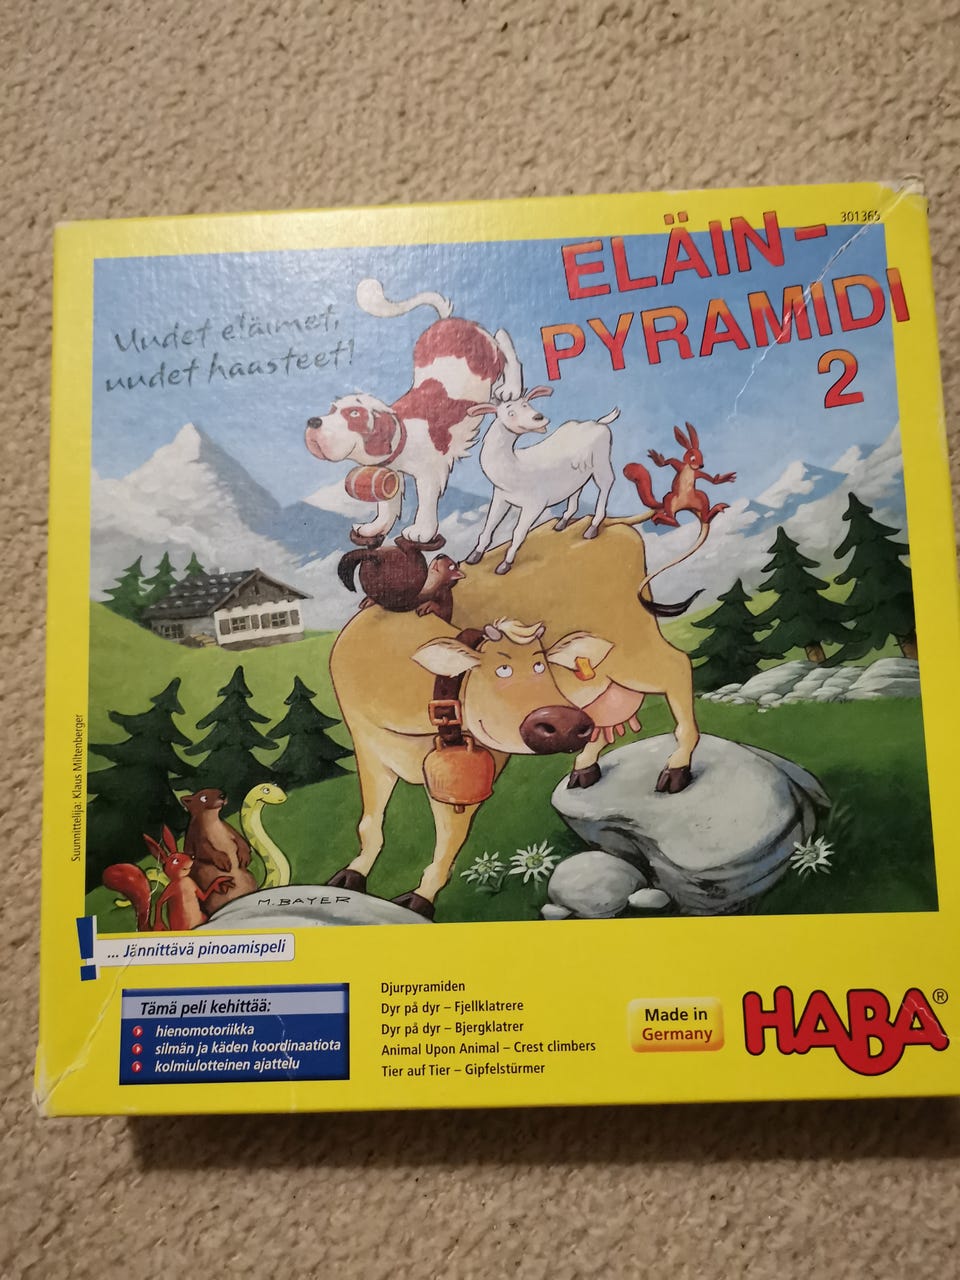 301365
ELÄIN-
PYRAMIDI
2
Uudet eläimet,
uudet haasteet!
Suunnittelija: Klaus Miltenberger
M. BAYER
... Jännittävä pinoamispeli
Tämä peli kehittää:
hienomotoriikka
silmän ja käden koordinaatiota
kolmiulotteinen ajattelu
Djurpyramiden
Dyr på dyr – Fjellklatrere
Dyr på dyr – Bjergklatrer
Animal Upon Animal – Crest climbers
Tier auf Tier – Gipfelstürmer
Made in
Germany
HABA®